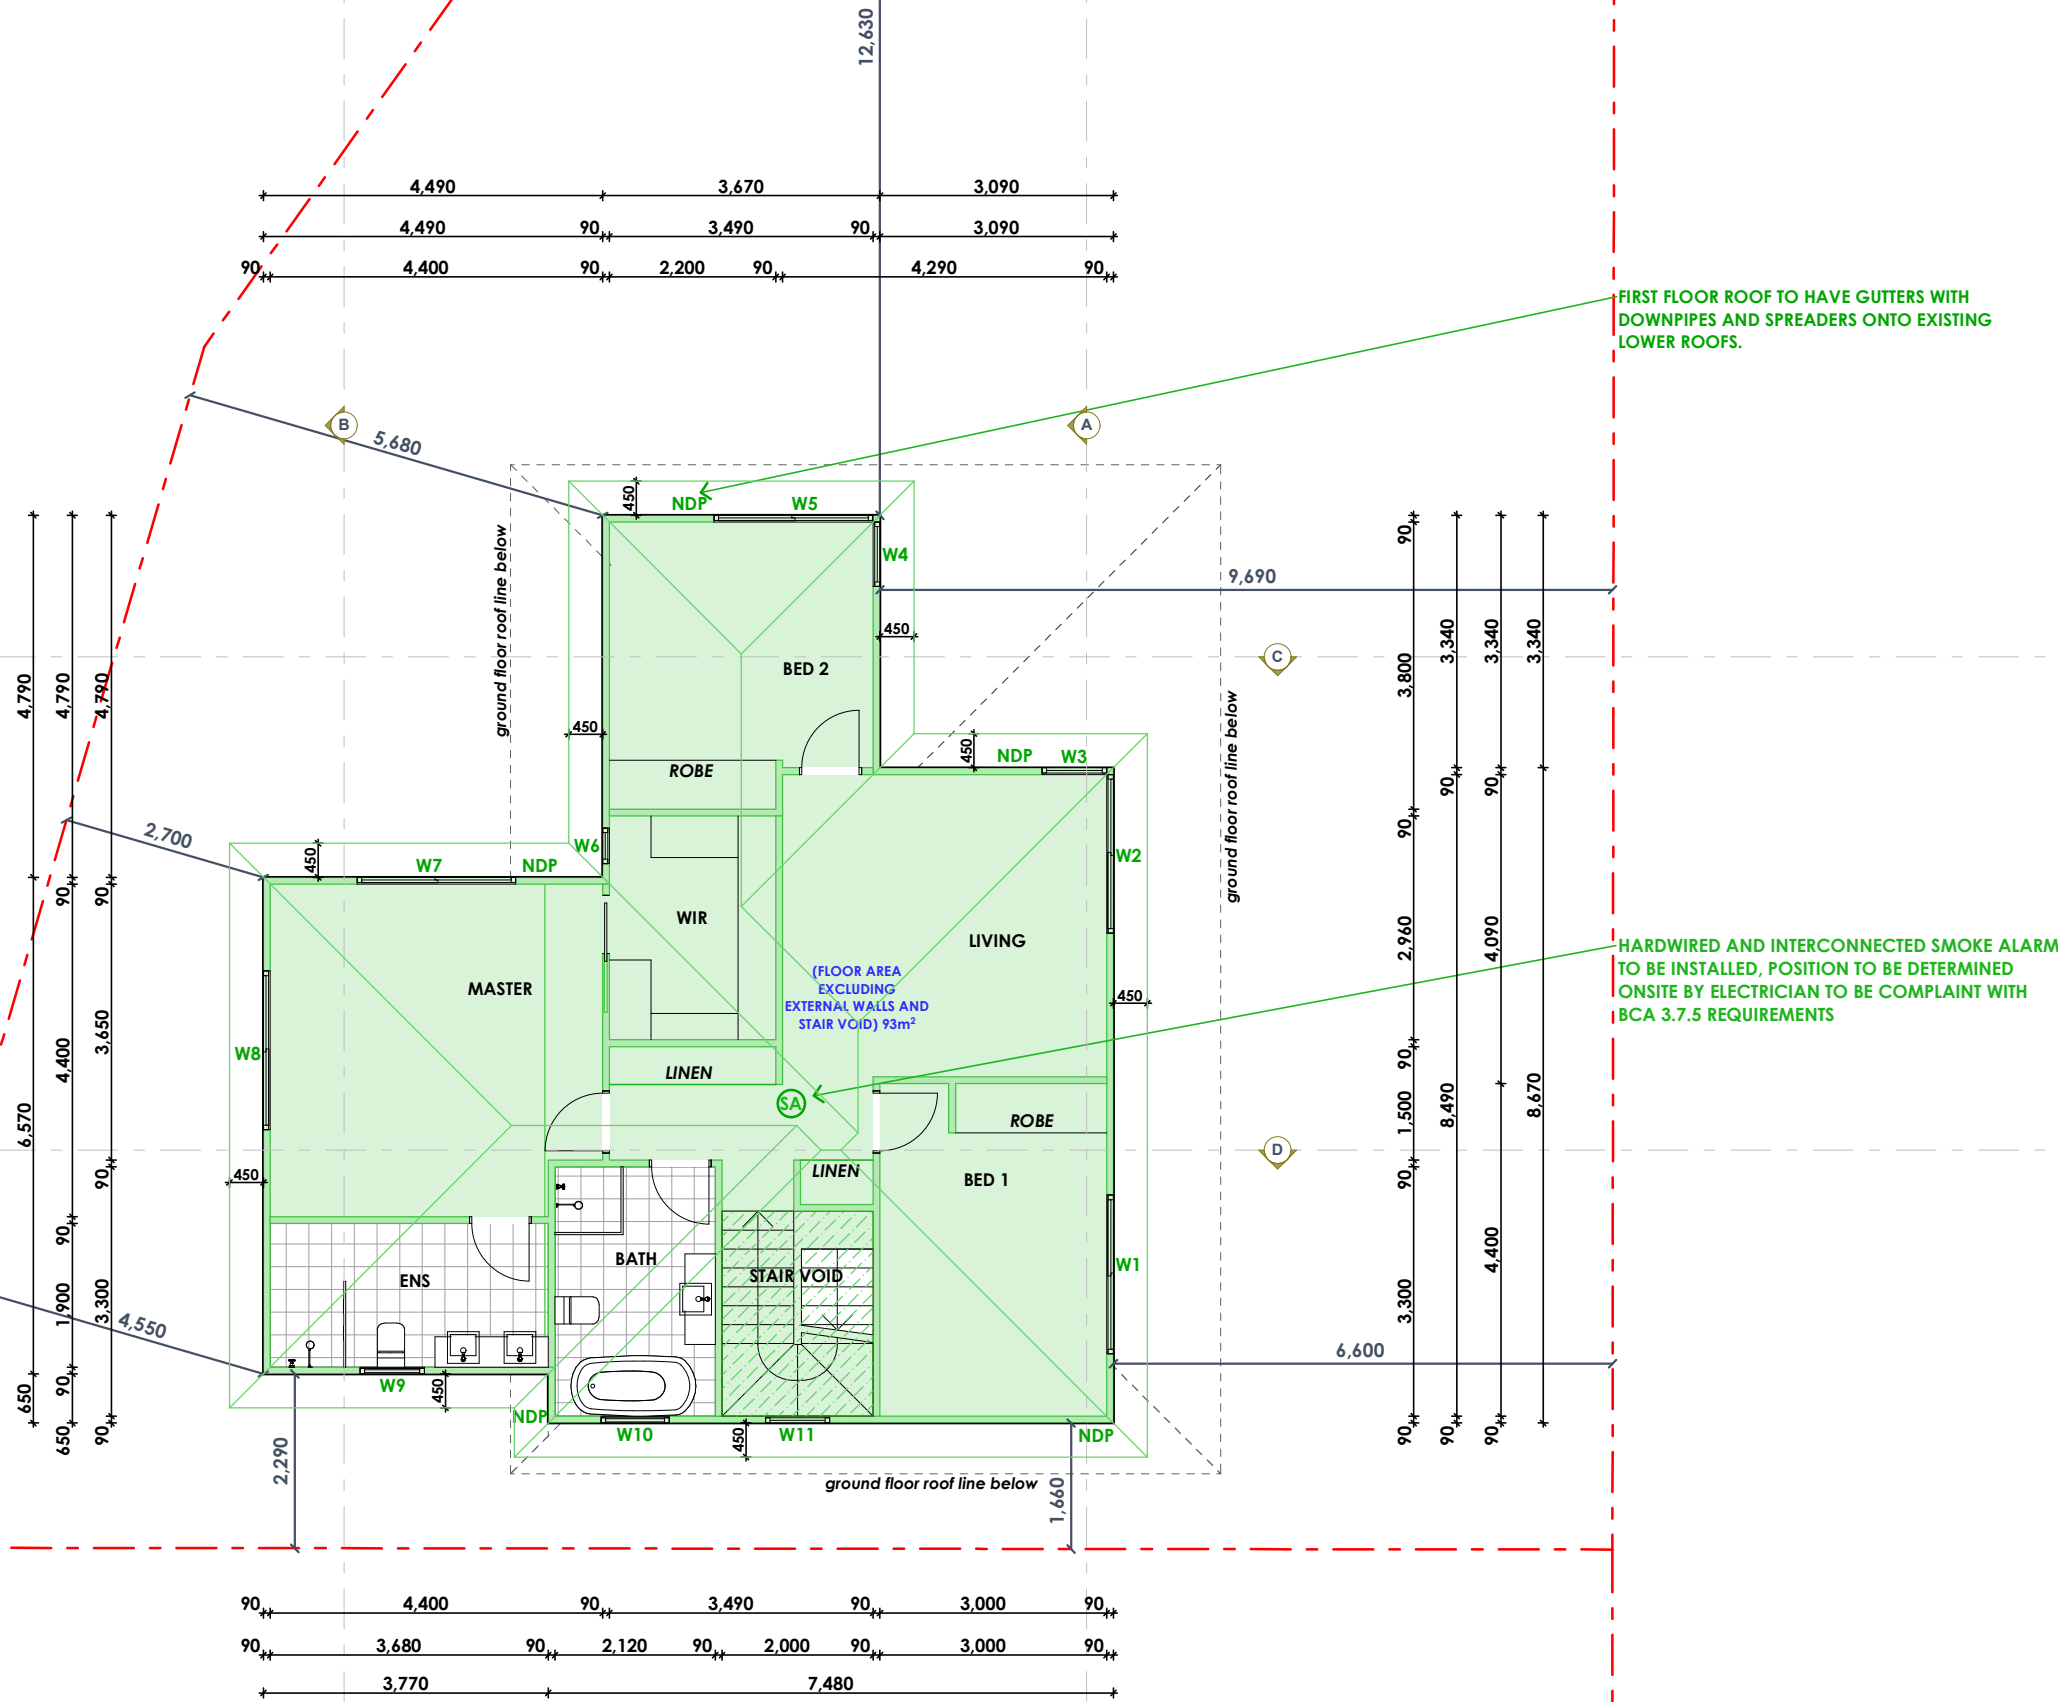 12,630
4,490 3,670 3,090
4,490 90 3,490 90 3,090
90 4,400 90 2,200 90 4,290 90
FIRST FLOOR ROOF TO HAVE GUTTERS WITH
DOWNPIPES AND SPREADERS ONTO EXISTING
LOWER ROOFS.
B
A
5,680
450
NDP
W5
W4
ground floor roof line below
9,690
450
C
BED 2
450
ROBE
450
NDP
W3
ground floor roof line below
2,700
450
W7
NDP
W6
W2
WIR
LIVING
MASTER
(FLOOR AREA
EXCLUDING
EXTERNAL WALLS AND
STAIR VOID) 93m²
450
HARDWIRED AND INTERCONNECTED SMOKE ALARM
TO BE INSTALLED, POSITION TO BE DETERMINED
ONSITE BY ELECTRICIAN TO BE COMPLAINT WITH
BCA 3.7.5 REQUIREMENTS
W8
LINEN
SA
ROBE
D
450
LINEN
BED 1
BATH
ENS
STAIR VOID
W1
4,550
6,600
W9
450
NDP
W10
450
W11
NDP
2,290
ground floor roof line below
1,660
4,790
6,570
650
4,790
90
4,400
90
1,900
90
650
4,790
90
3,650
90
3,300
90
90
3,800
90
2,960
90
1,500
90
3,300
90
3,340
90
8,490
90
3,340
90
4,090
4,400
90
3,340
8,670
90 4,400 90 3,490 90 3,000 90
90 3,680 90 2,120 90 2,000 90 3,000 90
3,770 7,480